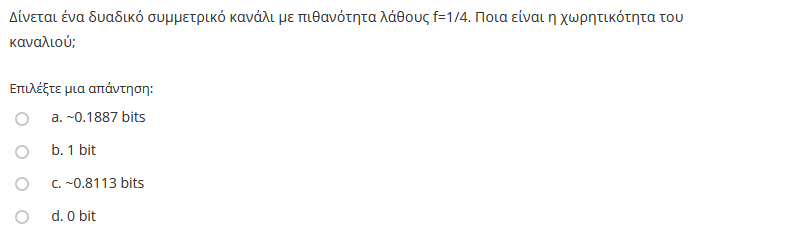 Δίνεται ένα δυαδικό συμμετρικό κανάλι με πιθανότητα λάθους f=1/4. Ποια είναι η χωρητικότητα του
καναλιού;
Επιλέξτε μια απάντηση:
a. ~0.1887 bits
b. 1 bit
c. ~0.8113 bits
d. 0 bit